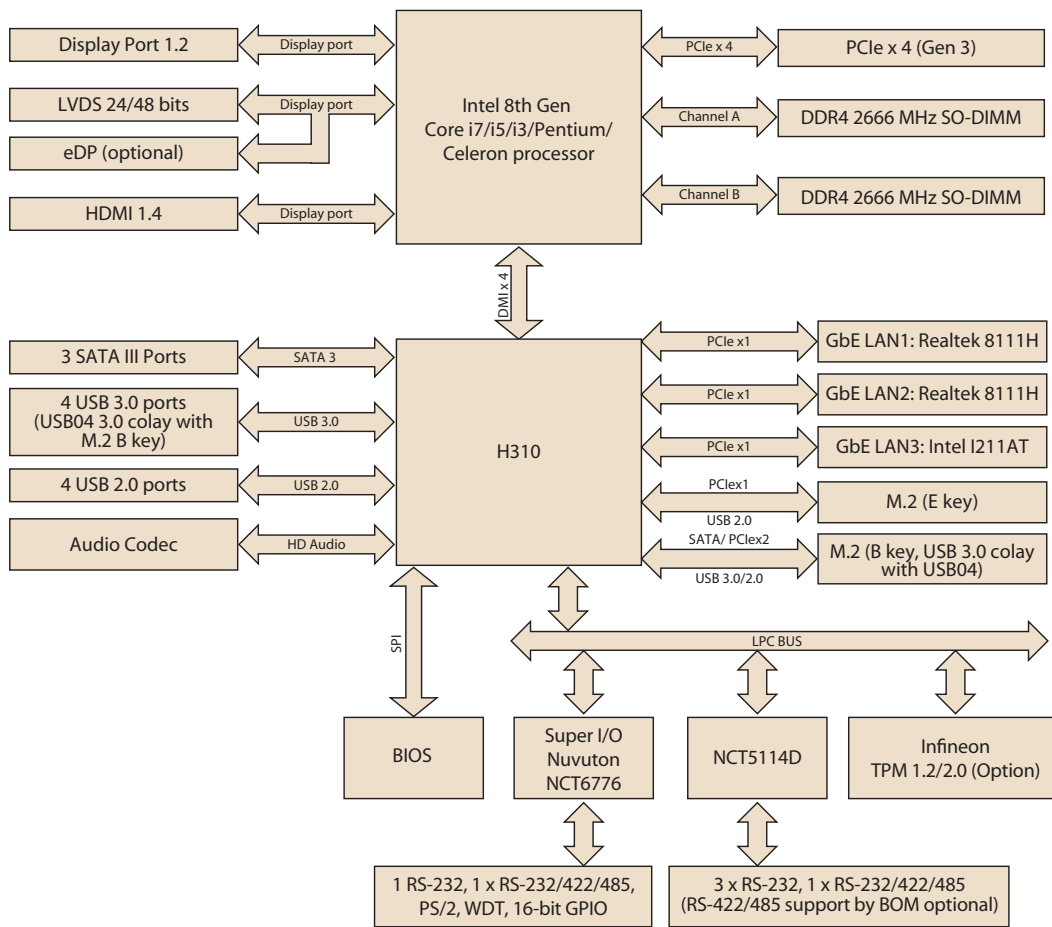 Display Port 1.2
Display port
PCIe x 4
PCIe x 4 (Gen 3)
LVDS 24/48 bits
Display port
Intel 8th Gen
Core i7/i5/i3/Pentium/
Celeron processor
Channel A
DDR4 2666 MHz SO-DIMM
eDP (optional)
HDMI 1.4
Display port
Channel B
DDR4 2666 MHz SO-DIMM
DMI x 4
3 SATA III Ports
SATA 3
PCIe x1
GbE LAN1: Realtek 8111H
4 USB 3.0 ports
(USB04 3.0 colay with
M.2 B key)
USB 3.0
PCIe x1
GbE LAN2: Realtek 8111H
H310
PCIe x1
GbE LAN3: Intel I211AT
4 USB 2.0 ports
USB 2.0
PCIex1
USB 2.0
M.2 (E key)
Audio Codec
HD Audio
SATA/ PCIex2
USB 3.0/2.0
M.2 (B key, USB 3.0 colay
with USB04)
SPI
LPC BUS
BIOS
Super I/O
Nuvuton
NCT6776
NCT5114D
Infineon
TPM 1.2/2.0 (Option)
1 RS-232, 1 x RS-232/422/485,
PS/2, WDT, 16-bit GPIO
3 x RS-232, 1 x RS-232/422/485
(RS-422/485 support by BOM optional)